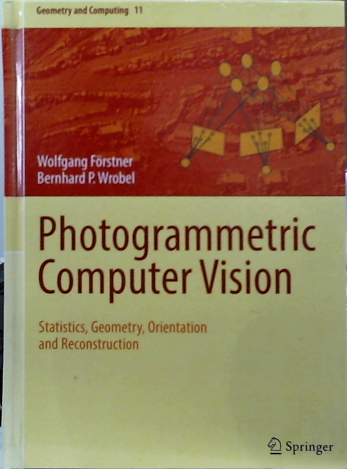 Geometry and Computing 11
Wolfgang Förstner
Bernhard P. Wrobel
Photogrammetric
Computer Vision
Statistics, Geometry, Orientation
and Reconstruction
Springer